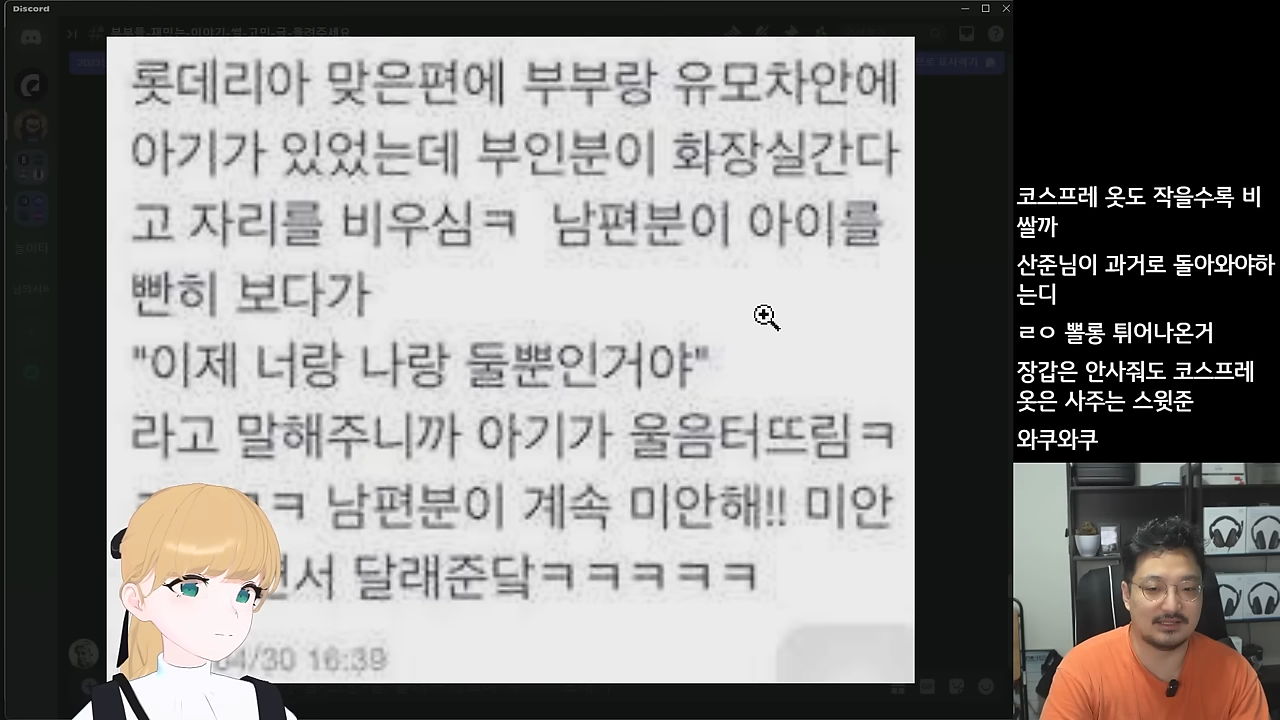 Discord
롯데리아 맞은편에 부부랑 유모차안에
아기가 있었는데 부인분이 화장실간다
고 자리를 비우심ㅋ 남편분이 아이를
빤히 보다가
"이제 너랑 나랑 둘뿐인거야"
라고 말해주니까 아기가 울음터뜨림ㅋ
ㅋ 남편분이 계속 미안해!! 미안
서 달래준닼ㅋㅋㅋㅋㅋ
04/30 16:39
코스프레 옷도 작을수록 비
쌀까
산준님이 과거로 돌아와야하
는디
ㄹㅇ 뽈롱 튀어나온거
장갑은 안사줘도 코스프레
옷은 사주는 스윗준
와쿠와쿠